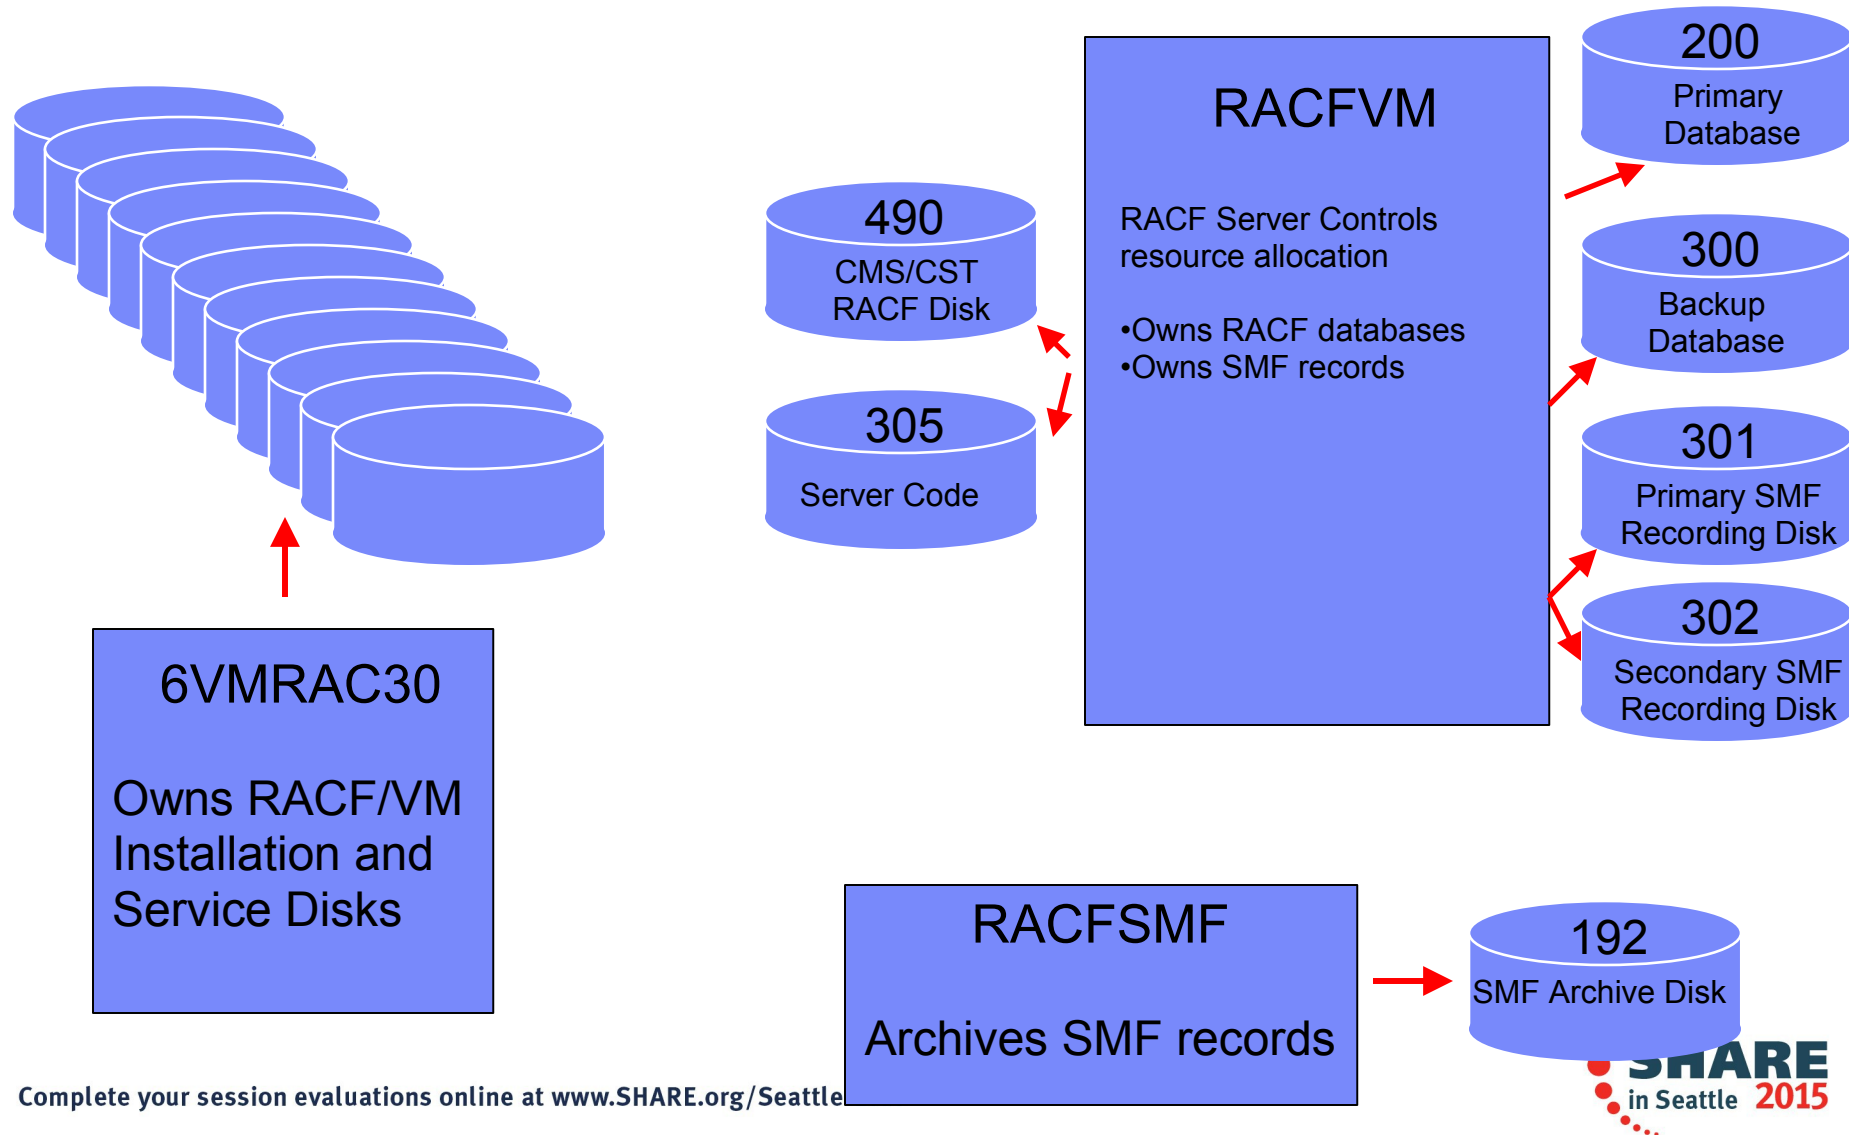 200
Primary
Database
RACFVM
490
CMS/CST
RACF Disk
RACF Server Controls
resource allocation
•Owns RACF databases
•Owns SMF records
300
Backup
Database
305
Server Code
301
Primary SMF
Recording Disk
302
Secondary SMF
Recording Disk
6VMRAC30
Owns RACF/VM
Installation and
Service Disks
RACFSMF
Archives SMF records
192
SMF Archive Disk
Complete your session evaluations online at www.SHARE.org/Seattle
SHARE
in Seattle 2015